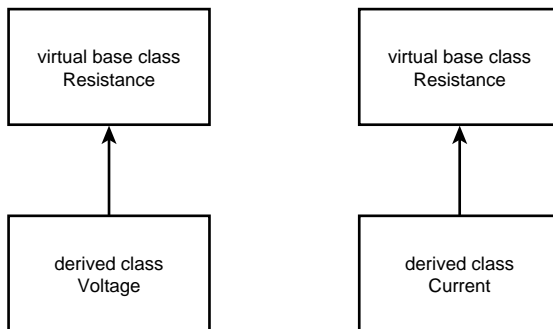 virtual base class
Resistance
virtual base class
Resistance
derived class
Voltage
derived class
Current